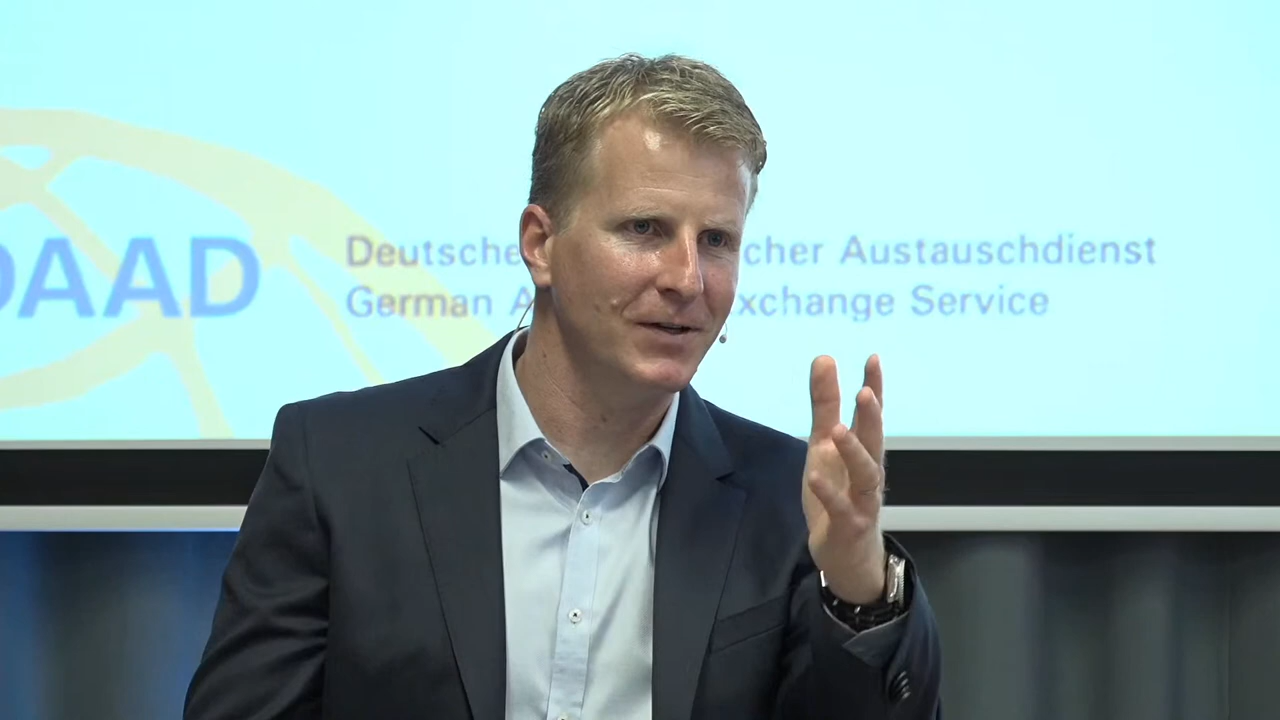 DAAD
Deutsche cher Austauschdienst
German A xchange Service